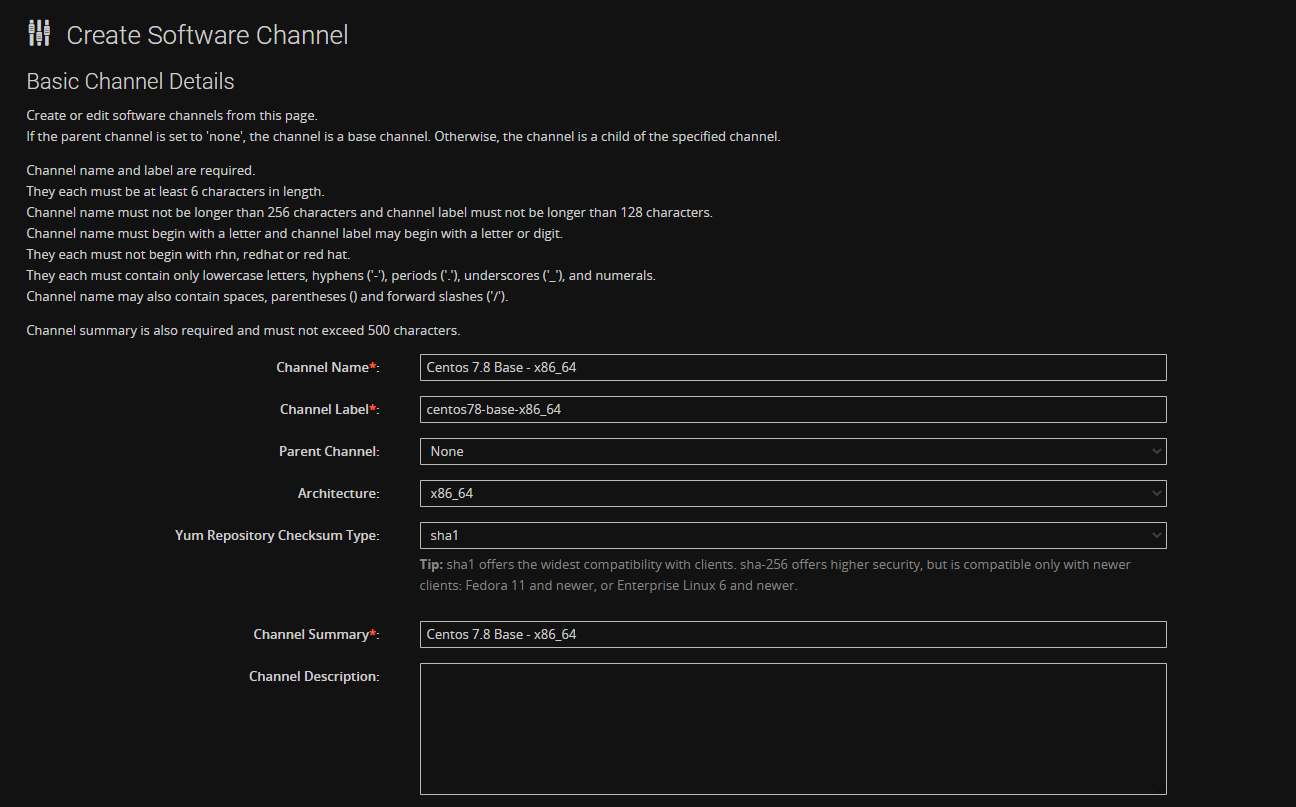 Create Software Channel
Basic Channel Details
Create or edit software channels from this page.
If the parent channel is set to 'none', the channel is a base channel. Otherwise, the channel is a child of the specified channel.
Channel name and label are required.
They each must be at least 6 characters in length.
Channel name must not be longer than 256 characters and channel label must not be longer than 128 characters.
Channel name must begin with a letter and channel label may begin with a letter or digit.
They each must not begin with rhn, redhat or red hat.
They each must contain only lowercase letters, hyphens ('-'), periods ('.'), underscores ('_'), and numerals.
Channel name may also contain spaces, parentheses () and forward slashes ('/').
Channel summary is also required and must not exceed 500 characters.
Channel Name*: Centos 7.8 Base - x86_64
Channel Label*: centos78-base-x86_64
Parent Channel: None
Architecture: x86_64
Yum Repository Checksum Type: sha1
Tip: sha1 offers the widest compatibility with clients. sha-256 offers higher security, but is compatible only with newer
clients: Fedora 11 and newer, or Enterprise Linux 6 and newer.
Channel Summary*: Centos 7.8 Base - x86_64
Channel Description: